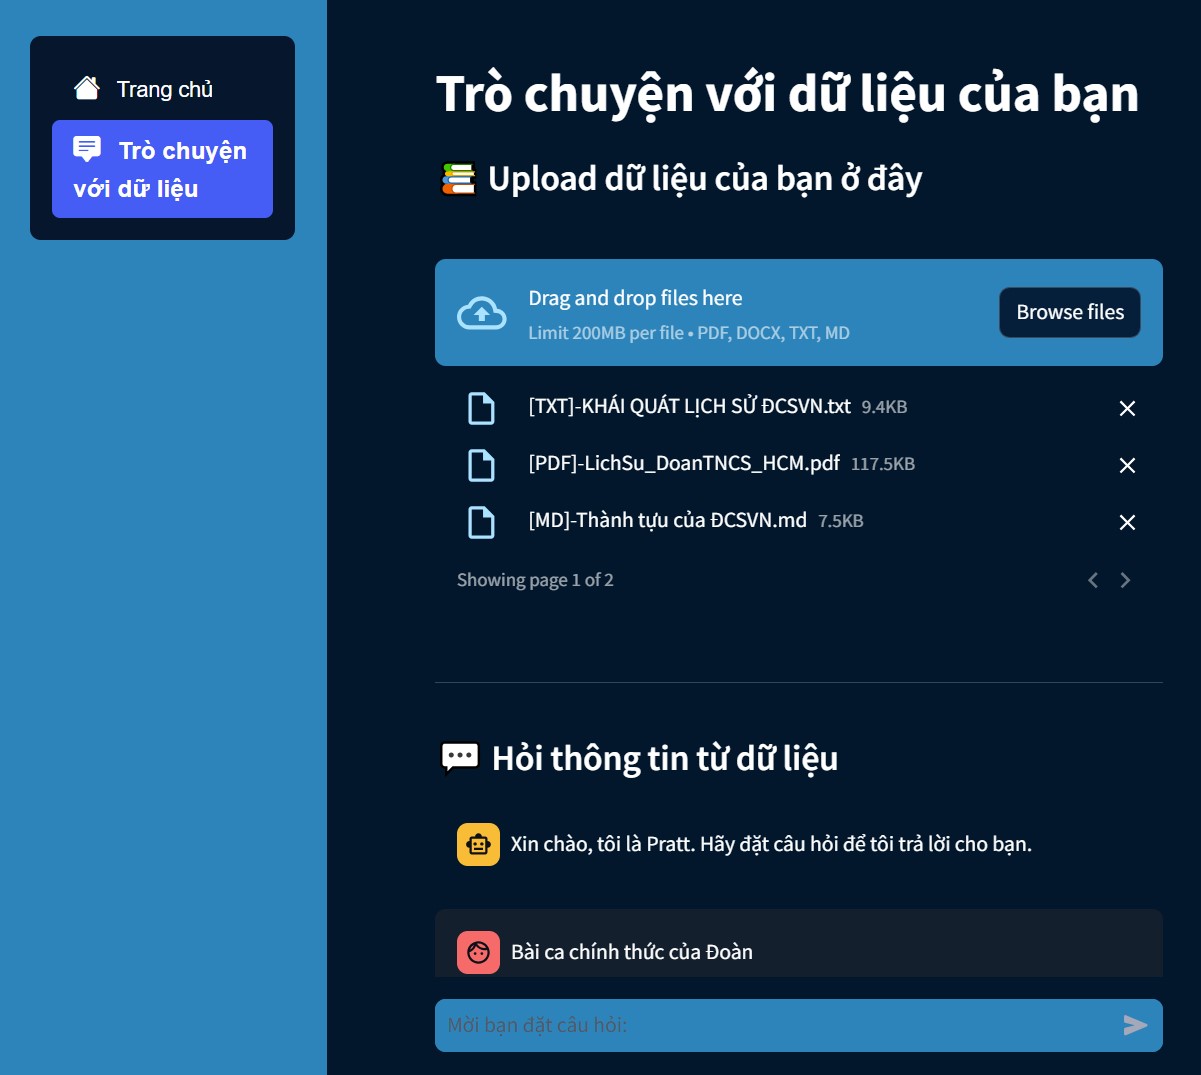 Trang chủ
Trò chuyện
với dữ liệu
Trò chuyện với dữ liệu của bạn
Upload dữ liệu của bạn ở đây
Drag and drop files here
Limit 200MB per file • PDF, DOCX, TXT, MD
Browse files
[TXT]-KHÁI QUÁT LỊCH SỬ ĐCSVN.txt 9.4KB
[PDF]-LichSu_DoanTNCS_HCM.pdf 117.5KB
[MD]-Thành tựu của ĐCSVN.md 7.5KB
Showing page 1 of 2
Hỏi thông tin từ dữ liệu
Xin chào, tôi là Pratt. Hãy đặt câu hỏi để tôi trả lời cho bạn.
Bài ca chính thức của Đoàn
Mời bạn đặt câu hỏi: